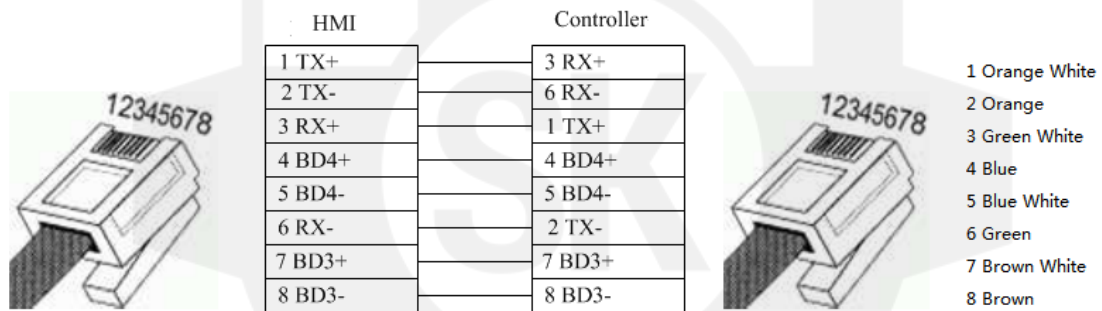 HMI
Controller
1 TX+
3 RX+
2 TX-
6 RX-
3 RX+
1 TX+
4 BD4+
4 BD4+
5 BD4-
5 BD4-
6 RX-
2 TX-
7 BD3+
7 BD3+
8 BD3-
8 BD3-
12345678
12345678
1 Orange White
2 Orange
3 Green White
4 Blue
5 Blue White
6 Green
7 Brown White
8 Brown
SK